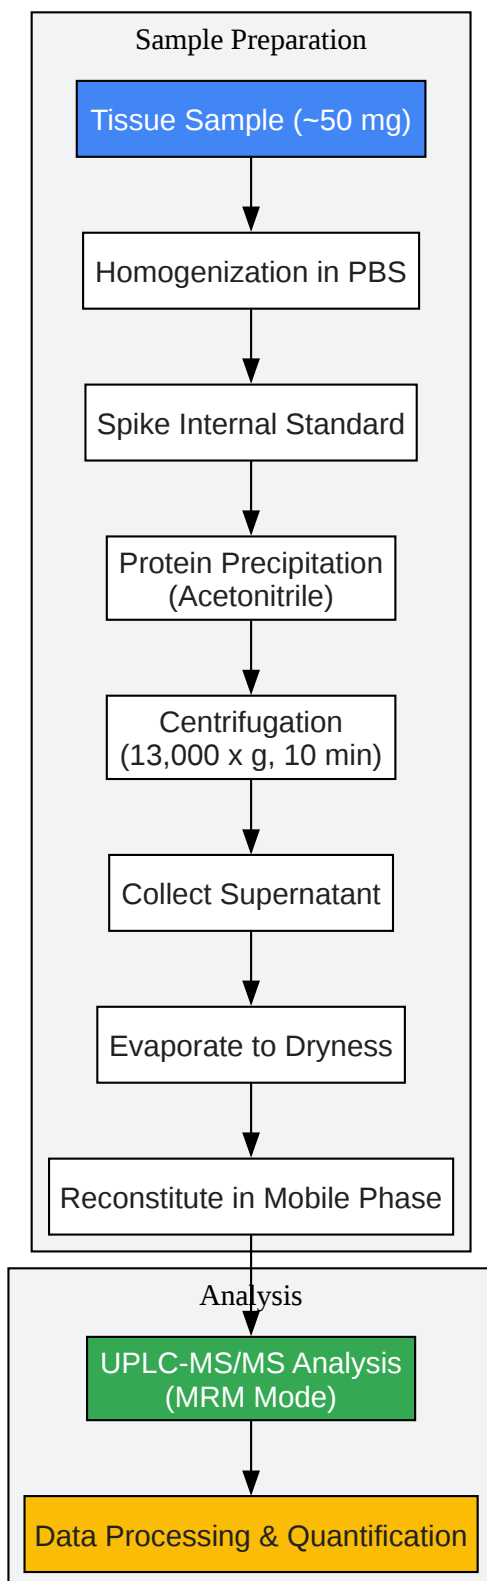 Sample Preparation
Tissue Sample (~50 mg)
Homogenization in PBS
Spike Internal Standard
Protein Precipitation
(Acetonitrile)
Centrifugation
(13,000 x g, 10 min)
Collect Supernatant
Evaporate to Dryness
Reconstitute in Mobile Phase
Analysis
UPLC-MS/MS Analysis
(MRM Mode)
Data Processing & Quantification